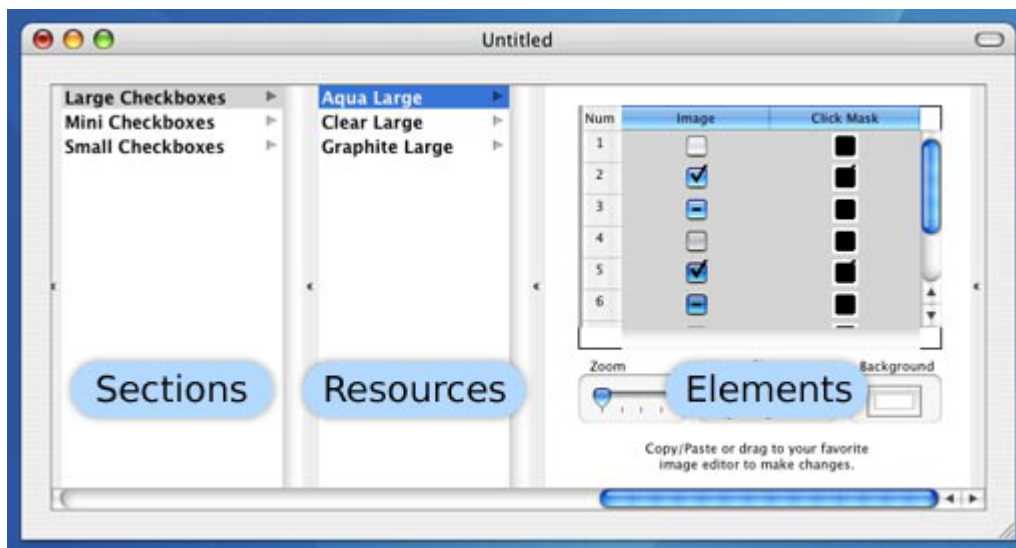 Untitled
Large Checkboxes
Mini Checkboxes
Small Checkboxes
Aqua Large
Clear Large
Graphite Large
Num Image Click Mask
1
2
3
4
5
6
Zoom Background
Sections Resources Elements
Copy/Paste or drag to your favorite
image editor to make changes.